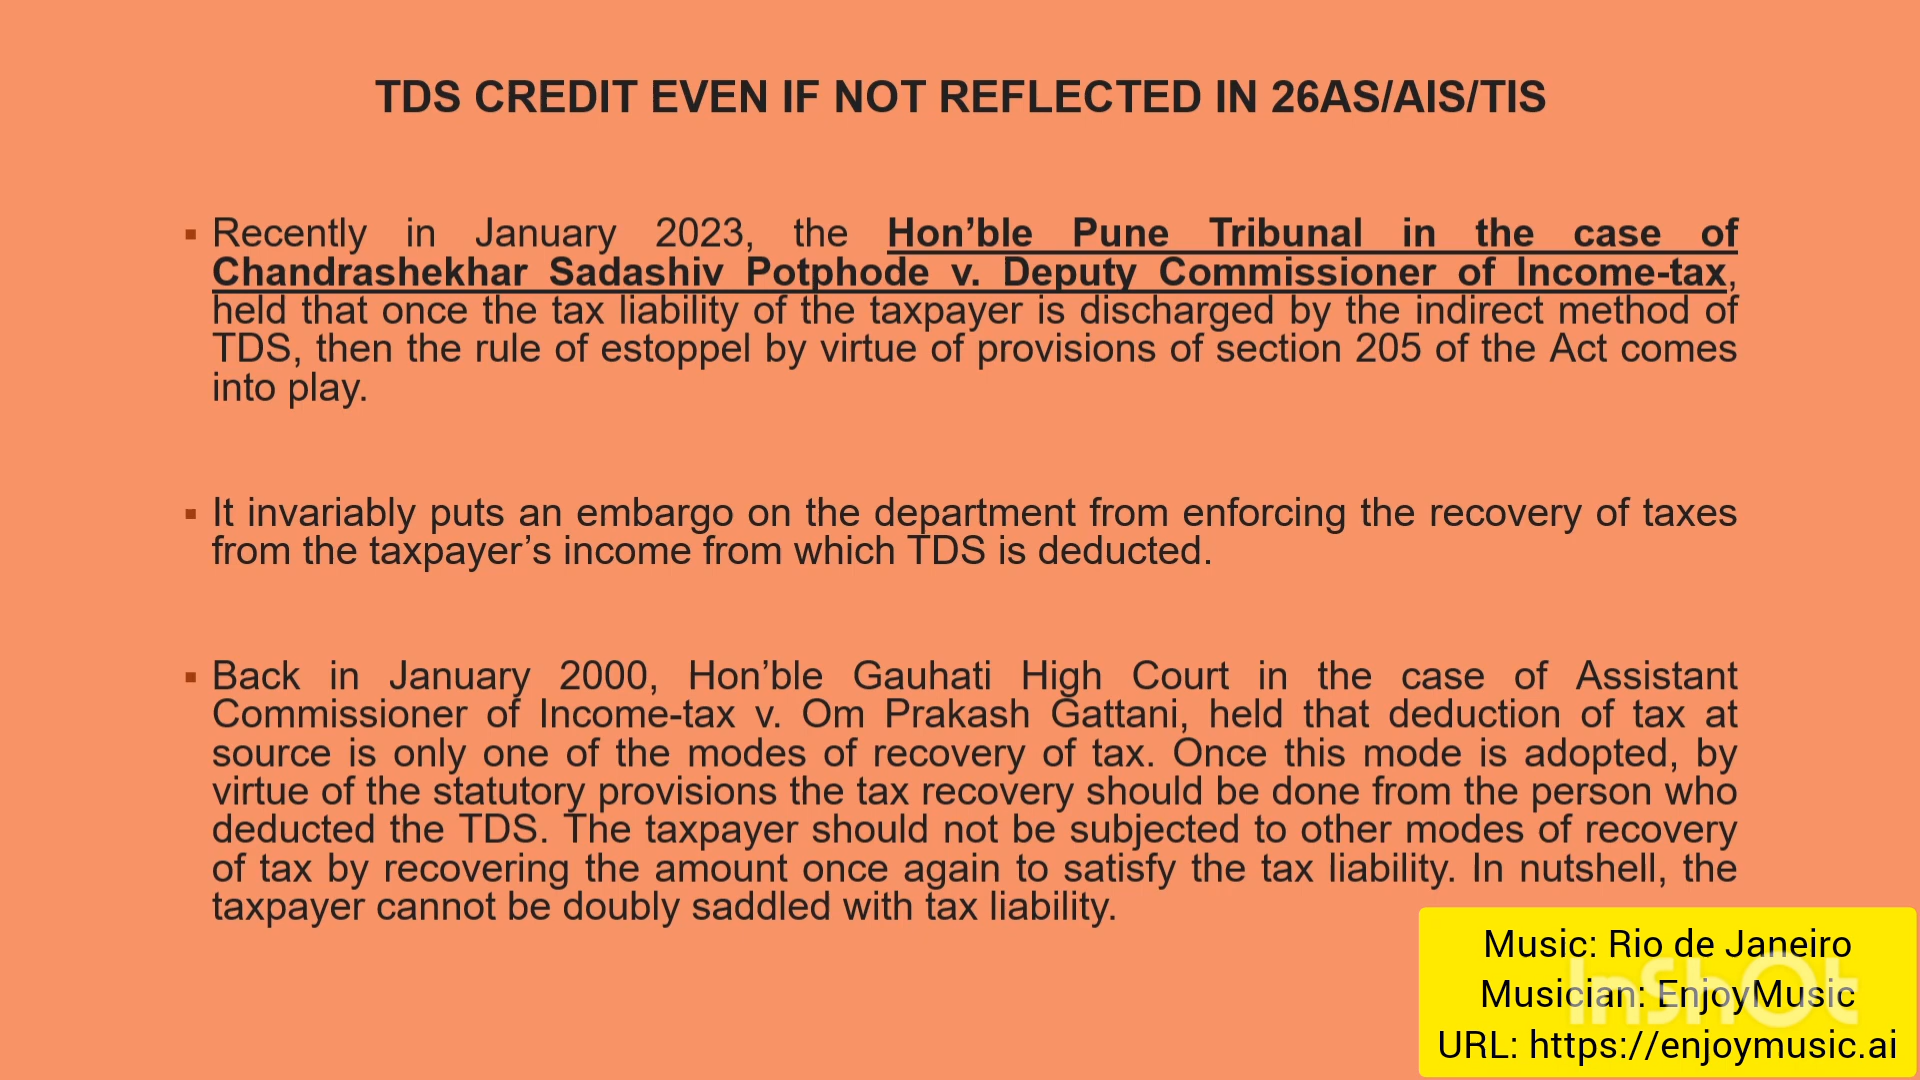 TDS CREDIT EVEN IF NOT REFLECTED IN 26AS/AIS/TIS
▪ Recently in January 2023, the Hon’ble Pune Tribunal in the case of
Chandrashekhar Sadashiv Potphode v. Deputy Commissioner of Income-tax,
held that once the tax liability of the taxpayer is discharged by the indirect method of
TDS, then the rule of estoppel by virtue of provisions of section 205 of the Act comes
into play.
▪ It invariably puts an embargo on the department from enforcing the recovery of taxes
from the taxpayer’s income from which TDS is deducted.
▪ Back in January 2000, Hon’ble Gauhati High Court in the case of Assistant
Commissioner of Income-tax v. Om Prakash Gattani, held that deduction of tax at
source is only one of the modes of recovery of tax. Once this mode is adopted, by
virtue of the statutory provisions the tax recovery should be done from the person who
deducted the TDS. The taxpayer should not be subjected to other modes of recovery
of tax by recovering the amount once again to satisfy the tax liability. In nutshell, the
taxpayer cannot be doubly saddled with tax liability.
Music: Rio de Janeiro
Musician: EnjoyMusic
URL: https://enjoymusic.ai
InShOt